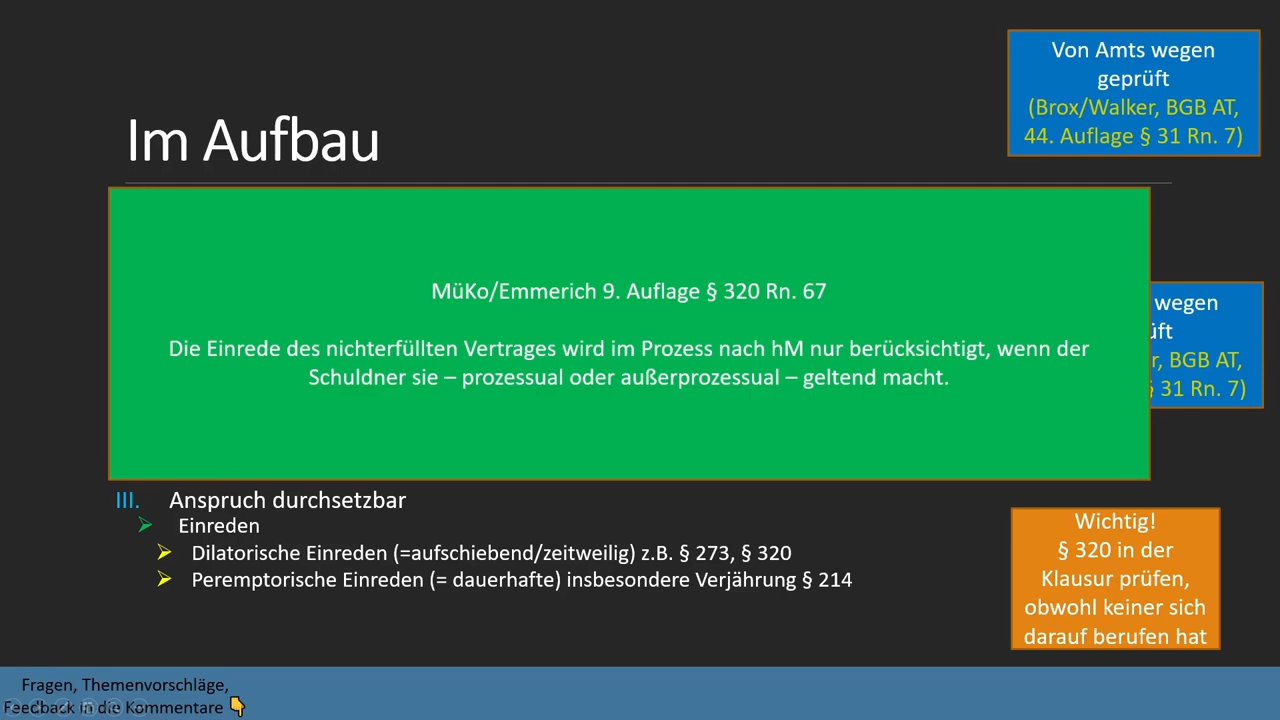 Von Amts wegen
geprüft
(Brox/Walker, BGB AT,
44. Auflage § 31 Rn. 7)
Im Aufbau
MüKo/Emmerich 9. Auflage § 320 Rn. 67
Die Einrede des nichterfüllten Vertrages wird im Prozess nach hM nur berücksichtigt, wenn der
Schuldner sie – prozessual oder außerprozessual – geltend macht.
wegen
üft
r, BGB AT,
§ 31 Rn. 7)
III. Anspruch durchsetzbar
Einreden
Dilatorische Einreden (=aufschiebend/zeitweilig) z.B. § 273, § 320
Peremptorische Einreden (= dauerhafte) insbesondere Verjährung § 214
Wichtig!
§ 320 in der
Klausur prüfen,
obwohl keiner sich
darauf berufen hat
Fragen, Themenvorschläge,
Feedback in die Kommentare 👇